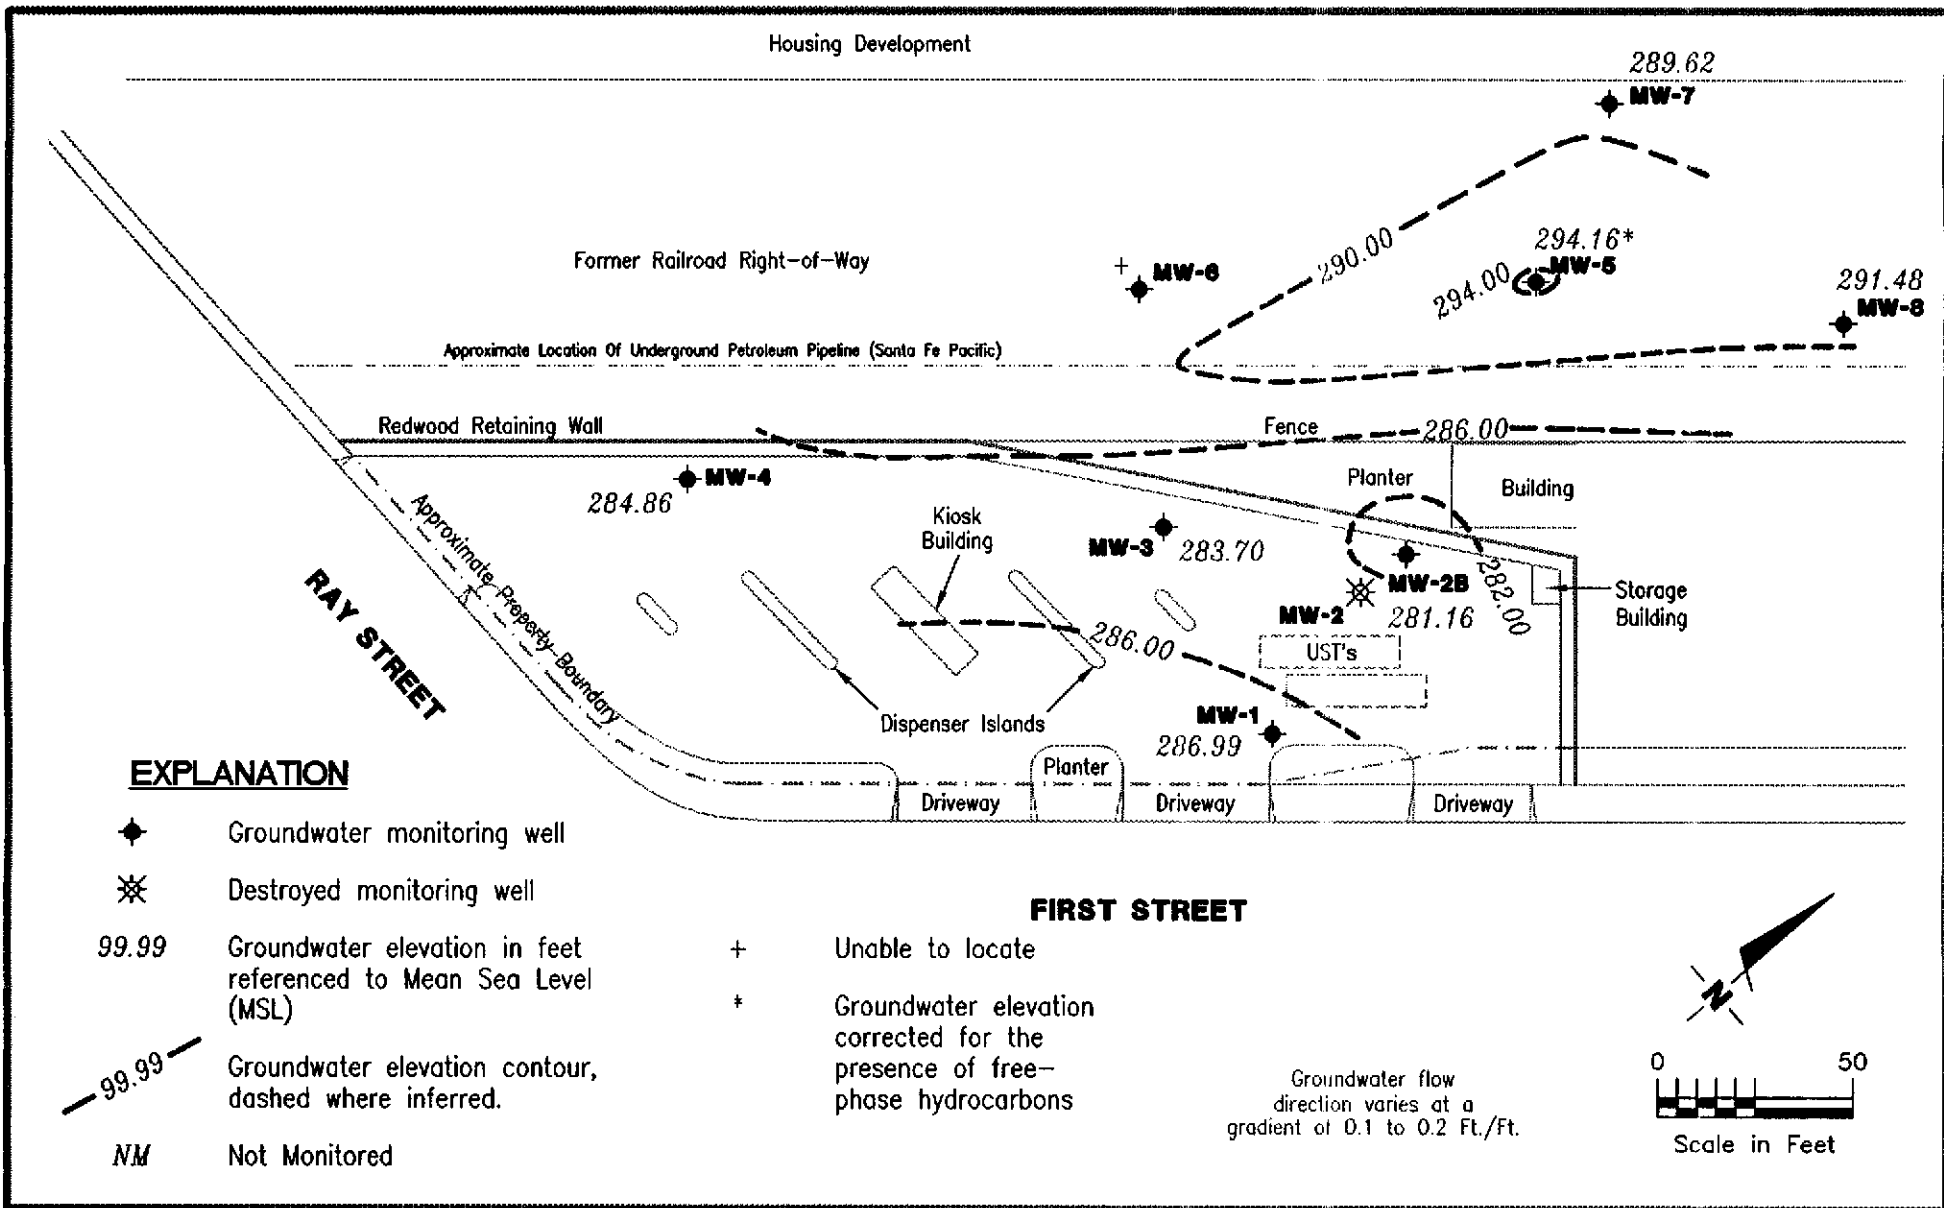 Housing Development
289.62
MW-7
Former Railroad Right-of-Way
+
MW-6
290.00
294.16*
MW-5
294.00
291.48
MW-8
Approximate Location Of Underground Petroleum Pipeline (Santa Fe Pacific)
Redwood Retaining Wall
Fence
286.00
MW-4
284.86
Planter
Building
Kiosk
Building
MW-3
283.70
MW-2B
281.16
282.00
MW-2
Storage
Building
UST's
Approximate Property Boundary
RAY STREET
286.00
Dispenser Islands
MW-1
286.99
Planter
Driveway
Driveway
Driveway
FIRST STREET
EXPLANATION
Groundwater monitoring well
Destroyed monitoring well
99.99 Groundwater elevation in feet
referenced to Mean Sea Level
(MSL)
99.99 Groundwater elevation contour,
dashed where inferred.
NM Not Monitored
+ Unable to locate
* Groundwater elevation
corrected for the
presence of free-
phase hydrocarbons
Groundwater flow
direction varies at a
gradient of 0.1 to 0.2 Ft./Ft.
N
0 50
Scale in Feet